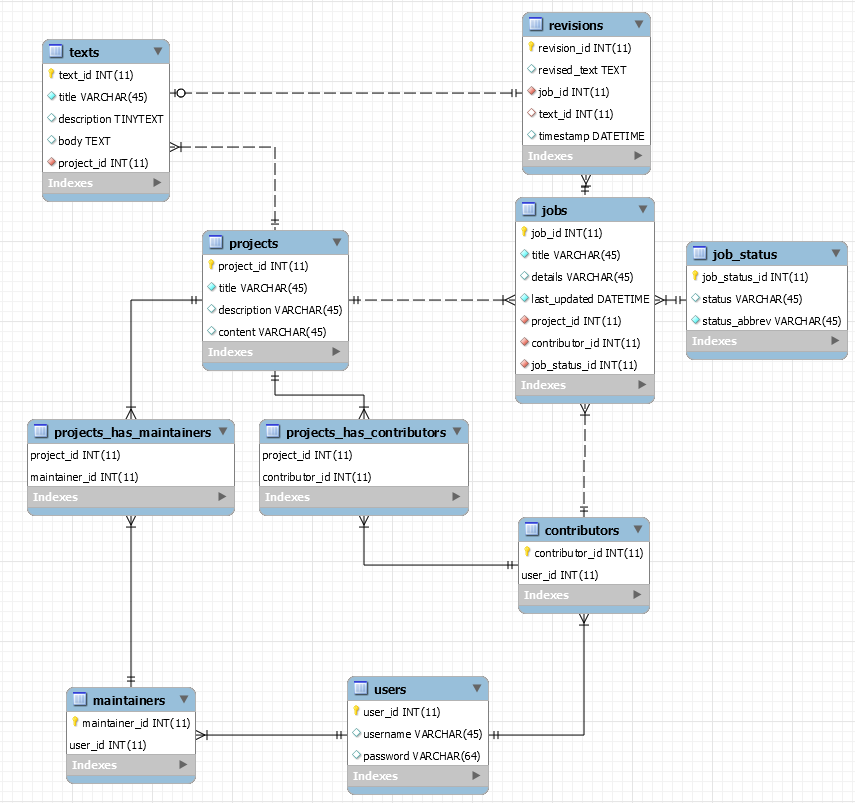 texts
text_id INT(11)
title VARCHAR(45)
description TINYTEXT
body TEXT
project_id INT(11)
Indexes
revisions
revision_id INT(11)
revised_text TEXT
job_id INT(11)
text_id INT(11)
timestamp DATETIME
Indexes
projects
project_id INT(11)
title VARCHAR(45)
description VARCHAR(45)
content VARCHAR(45)
Indexes
jobs
job_id INT(11)
title VARCHAR(45)
details VARCHAR(45)
last_updated DATETIME
project_id INT(11)
contributor_id INT(11)
job_status_id INT(11)
Indexes
job_status
job_status_id INT(11)
status VARCHAR(45)
status_abbrev VARCHAR(45)
Indexes
projects_has_maintainers
project_id INT(11)
maintainer_id INT(11)
Indexes
projects_has_contributors
project_id INT(11)
contributor_id INT(11)
Indexes
contributors
contributor_id INT(11)
user_id INT(11)
Indexes
maintainers
maintainer_id INT(11)
user_id INT(11)
Indexes
users
user_id INT(11)
username VARCHAR(45)
password VARCHAR(64)
Indexes